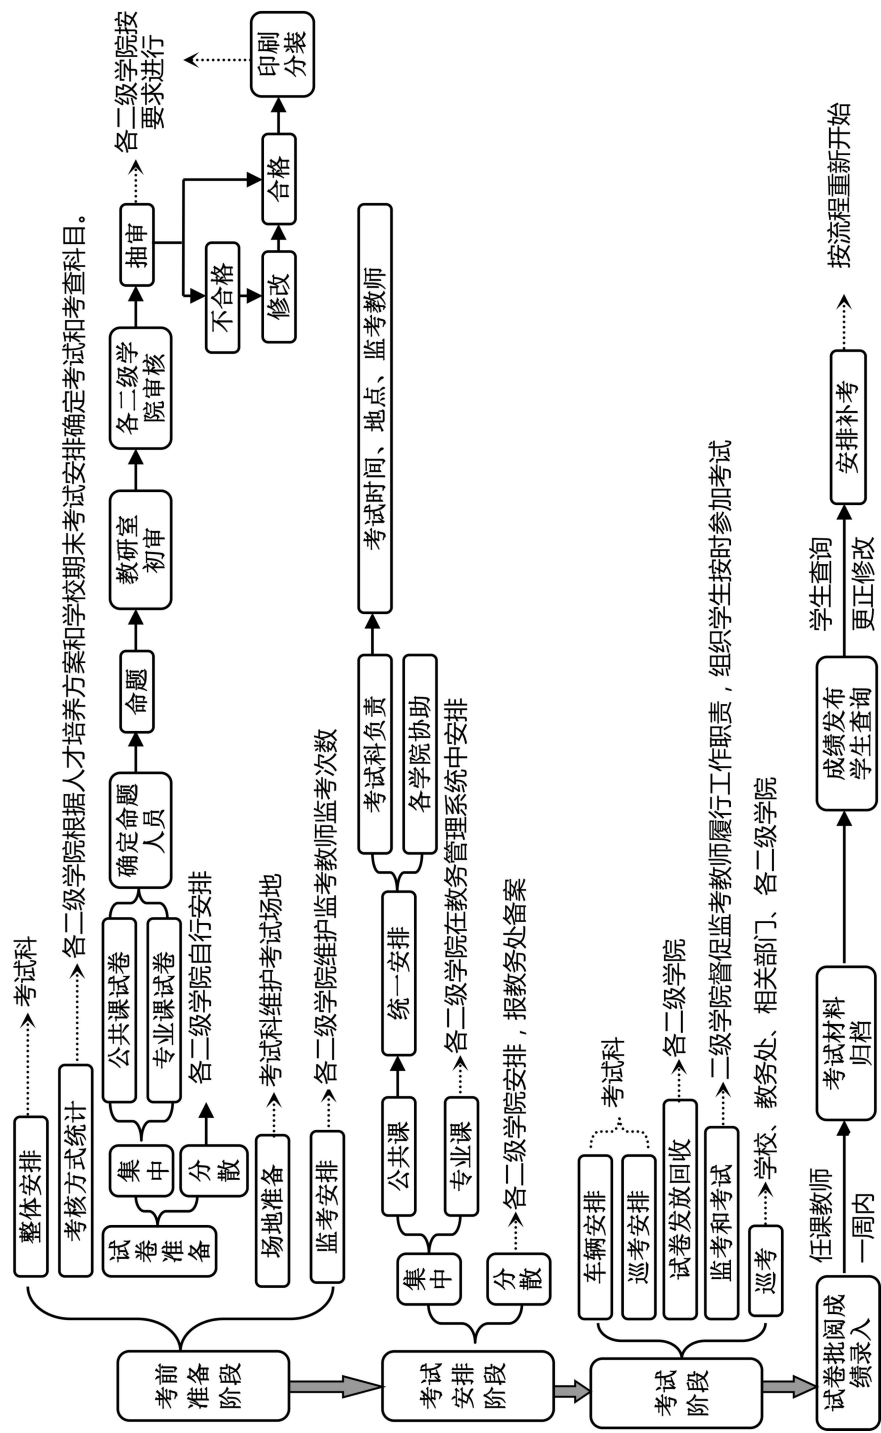 考前
准备
阶段
整体安排
考试科
考核方式统计
各二级学院根据人才培养方案和学校期末考试安排确定考试和考查科目。
试
卷
准
备
集
中
公共课试卷
专业课试卷
确定命题
人员
命题
教研室
初审
各二级学
院审核
抽审
各二级学院按
要求进行
不合格
修改
合格
印刷
分装
分
散
各二级学院自行安排
场地准备
考试科维护考试场地
监考安排
各二级学院维护监考教师监考次数
考试
安排
阶段
集
中
公共课
统一安排
考试科负责
各学院协助
考试时间、地点、监考教师
专业课
各二级学院在教务管理系统中安排
分
散
各二级学院安排，报教务处备案
考试
阶段
车辆安排
巡考安排
考试科
试卷发放回收
各二级学院
监考和考试
二级学院督促监考教师履行工作职责，组织学生按时参加考试
巡考
学校、教务处、相关部门、各二级学院
试卷批阅成
绩录入
任课教师
一周内
考试材料
归档
成绩发布
学生查询
学生查询
更正修改
安排补考
按流程重新开始